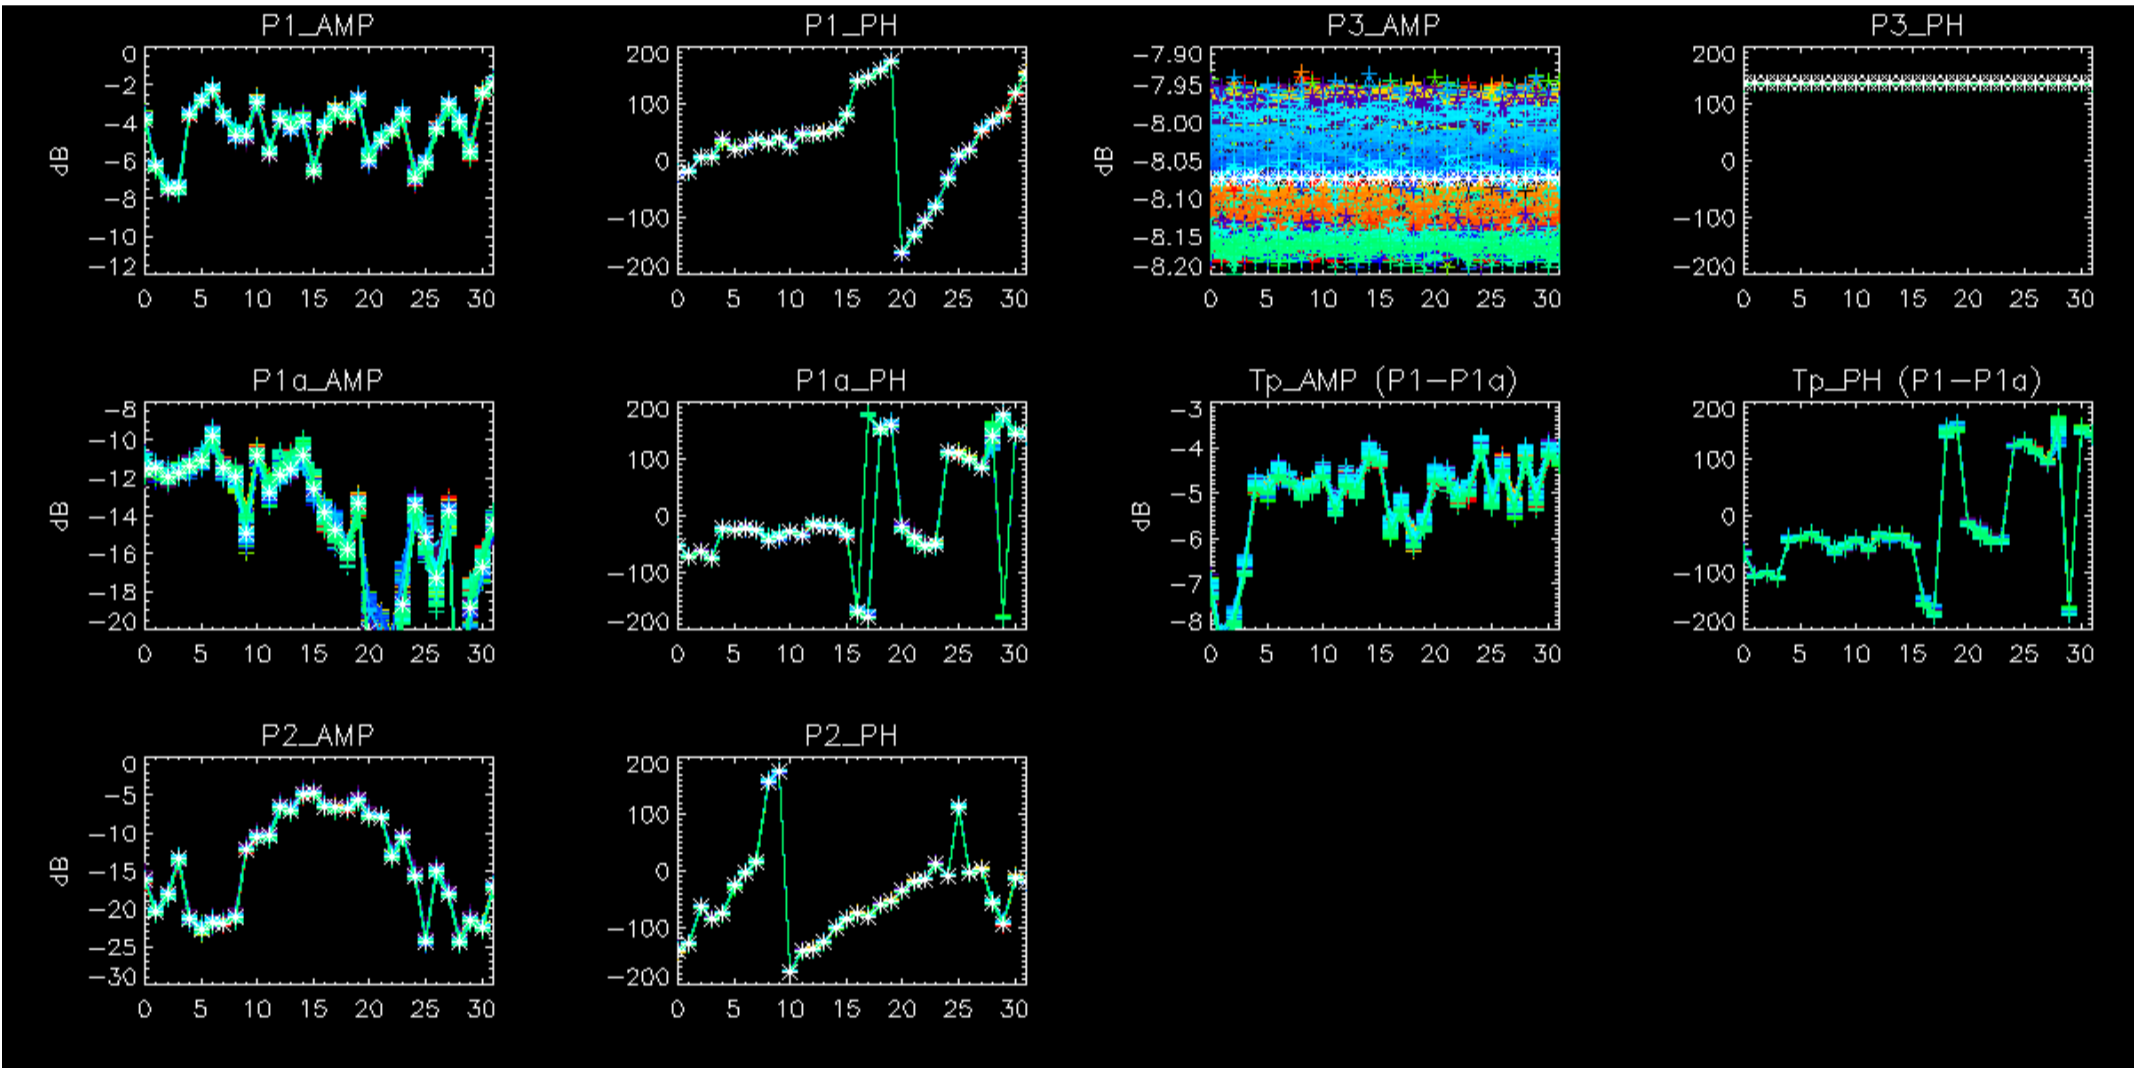 P1_AMP
dB
0
-2
-4
-6
-8
-10
-12
0 5 10 15 20 25 30
P1_PH
200
100
0
-100
-200
0 5 10 15 20 25 30
P3_AMP
dB
-7.90
-7.95
-8.00
-8.05
-8.10
-8.15
-8.20
0 5 10 15 20 25 30
P3_PH
200
100
0
-100
-200
0 5 10 15 20 25 30
P1a_AMP
dB
-8
-10
-12
-14
-16
-18
-20
0 5 10 15 20 25 30
P1a_PH
200
100
0
-100
-200
0 5 10 15 20 25 30
Tp_AMP (P1-P1a)
dB
-3
-4
-5
-6
-7
-8
0 5 10 15 20 25 30
Tp_PH (P1-P1a)
200
100
0
-100
-200
0 5 10 15 20 25 30
P2_AMP
dB
0
-5
-10
-15
-20
-25
-30
0 5 10 15 20 25 30
P2_PH
200
100
0
-100
-200
0 5 10 15 20 25 30